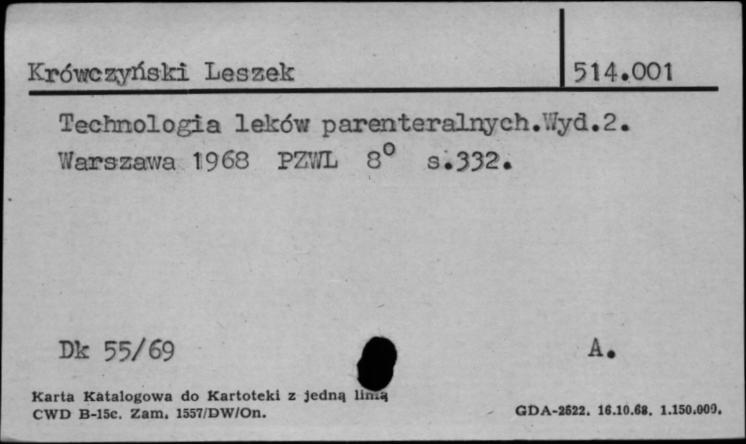 Krówczyński Leszek 514.001
Technologia leków parenteralnych.Wyd.2.
Warszawa 1968 PZWL 8° s.332.
Dk 55/69 A.
Karta Katalogowa do Kartoteki z jedną linią
CWD B-15c. Zam. 1557/DW/On. GDA-2622. 16.10.68. 1.150.000.